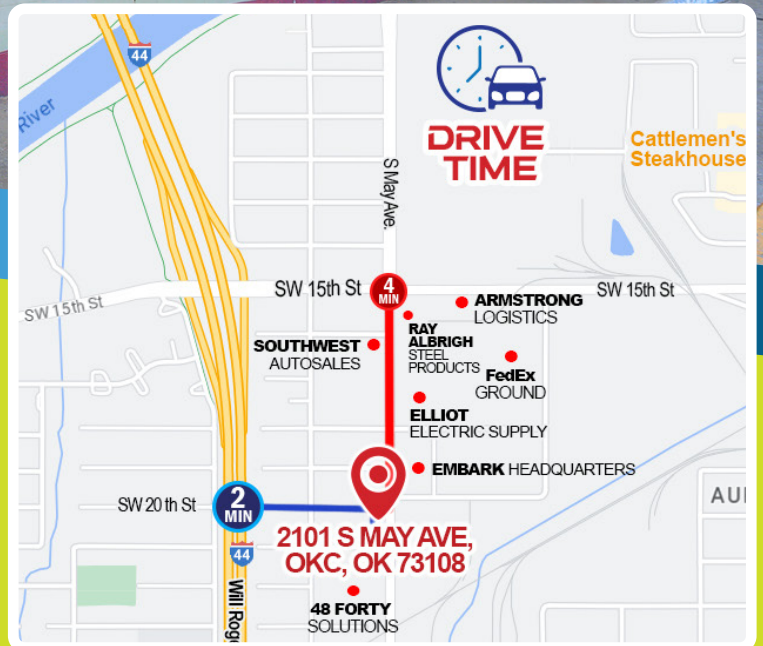 44
River
DRIVE
TIME
Cattlemen's
Steakhouse
S May Ave.
SW 15th St
SW 15th St
4
MIN
SW 15th St
ARMSTRONG
LOGISTICS
RAY
ALBRIGH
STEEL
PRODUCTS
SOUTHWEST
AUTOSALES
FedEx
GROUND
ELLIOT
ELECTRIC SUPPLY
EMBARK HEADQUARTERS
SW 20 th St
2
MIN
2101 S MAY AVE,
OKC, OK 73108
44
Will Rog
48 FORTY
SOLUTIONS